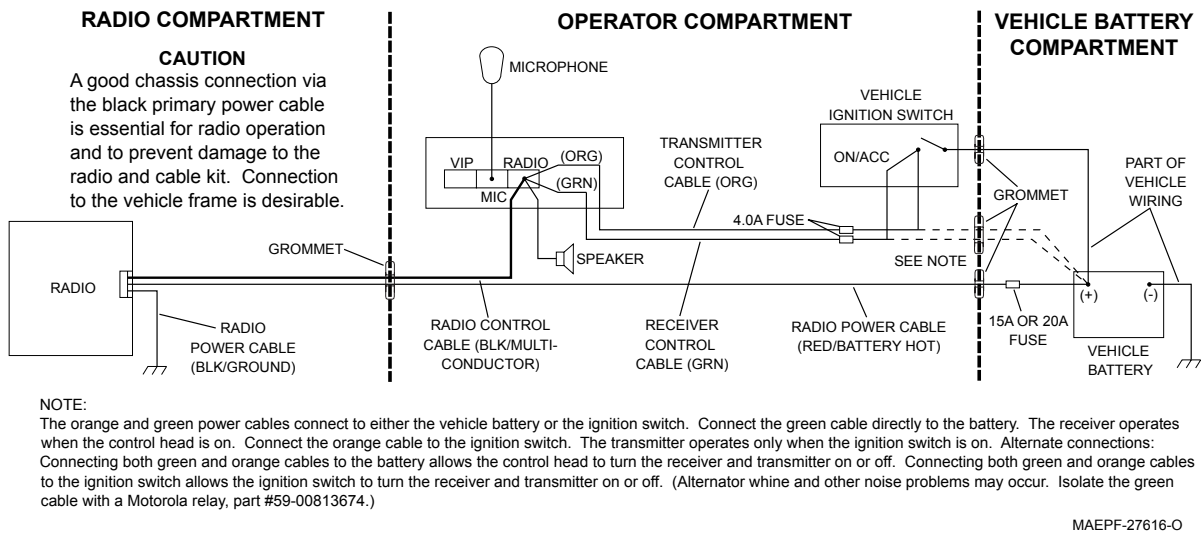 RADIO COMPARTMENT
OPERATOR COMPARTMENT
VEHICLE BATTERY
COMPARTMENT
CAUTION
A good chassis connection via
the black primary power cable
is essential for radio operation
and to prevent damage to the
radio and cable kit.  Connection
to the vehicle frame is desirable.
MICROPHONE
VEHICLE
IGNITION SWITCH
ON/ACC
VIP
RADIO
(ORG)
(GRN)
MIC
TRANSMITTER
CONTROL
CABLE (ORG)
4.0A FUSE
GROMMET
PART OF
VEHICLE
WIRING
GROMMET
SPEAKER
SEE NOTE
RADIO
(+)
(-)
RADIO
POWER CABLE
(BLK/GROUND)
RADIO CONTROL
CABLE (BLK/MULTI-
CONDUCTOR)
RECEIVER
CONTROL
CABLE (GRN)
RADIO POWER CABLE
(RED/BATTERY HOT)
15A OR 20A
FUSE
VEHICLE
BATTERY
NOTE:
The orange and green power cables connect to either the vehicle battery or the ignition switch.  Connect the green cable directly to the battery.  The receiver operates
when the control head is on.  Connect the orange cable to the ignition switch.  The transmitter operates only when the ignition switch is on.  Alternate connections:
Connecting both green and orange cables to the battery allows the control head to turn the receiver and transmitter on or off.  Connecting both green and orange cables
to the ignition switch allows the ignition switch to turn the receiver and transmitter on or off.  (Alternator whine and other noise problems may occur.  Isolate the green
cable with a Motorola relay, part #59-00813674.)
MAEPF-27616-O